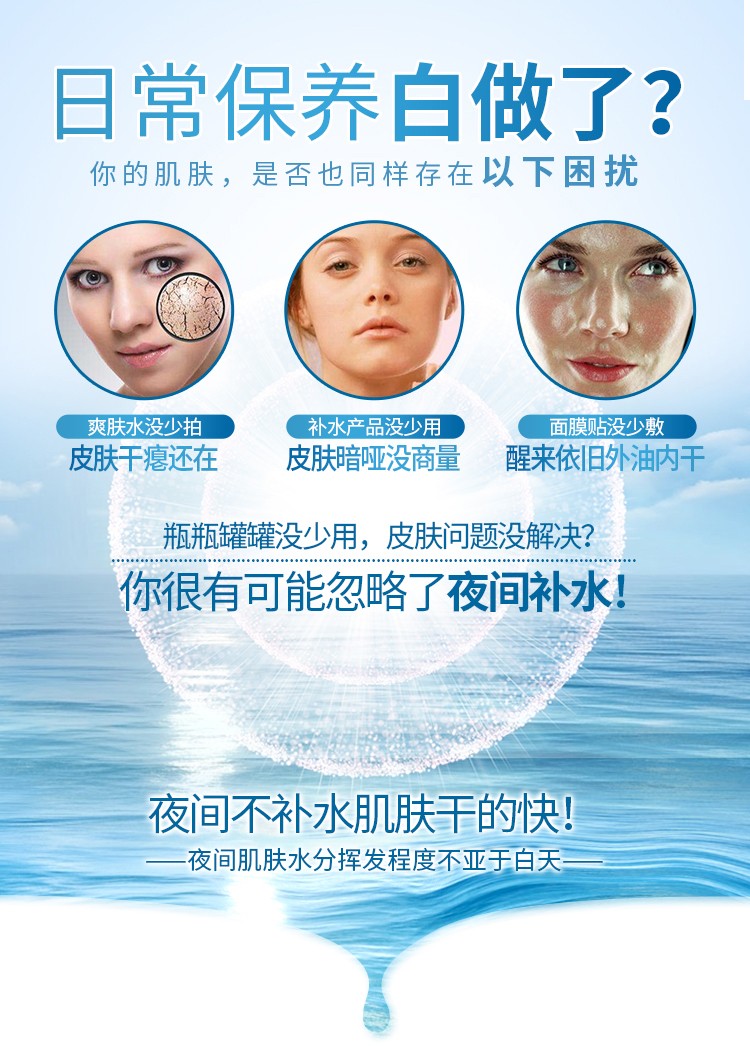 日常保养白做了?
你的肌肤，是否也同样存在以下困扰
爽肤水没少拍
补水产品没少用
面膜贴没少敷
皮肤干瘪还在
皮肤暗哑没商量
醒来依旧外油内干
瓶瓶罐罐没少用，皮肤问题没解决?
你很有可能忽略了夜间补水!
夜间不补水肌肤干的快!
——夜间肌肤水分挥发程度不亚于白天——